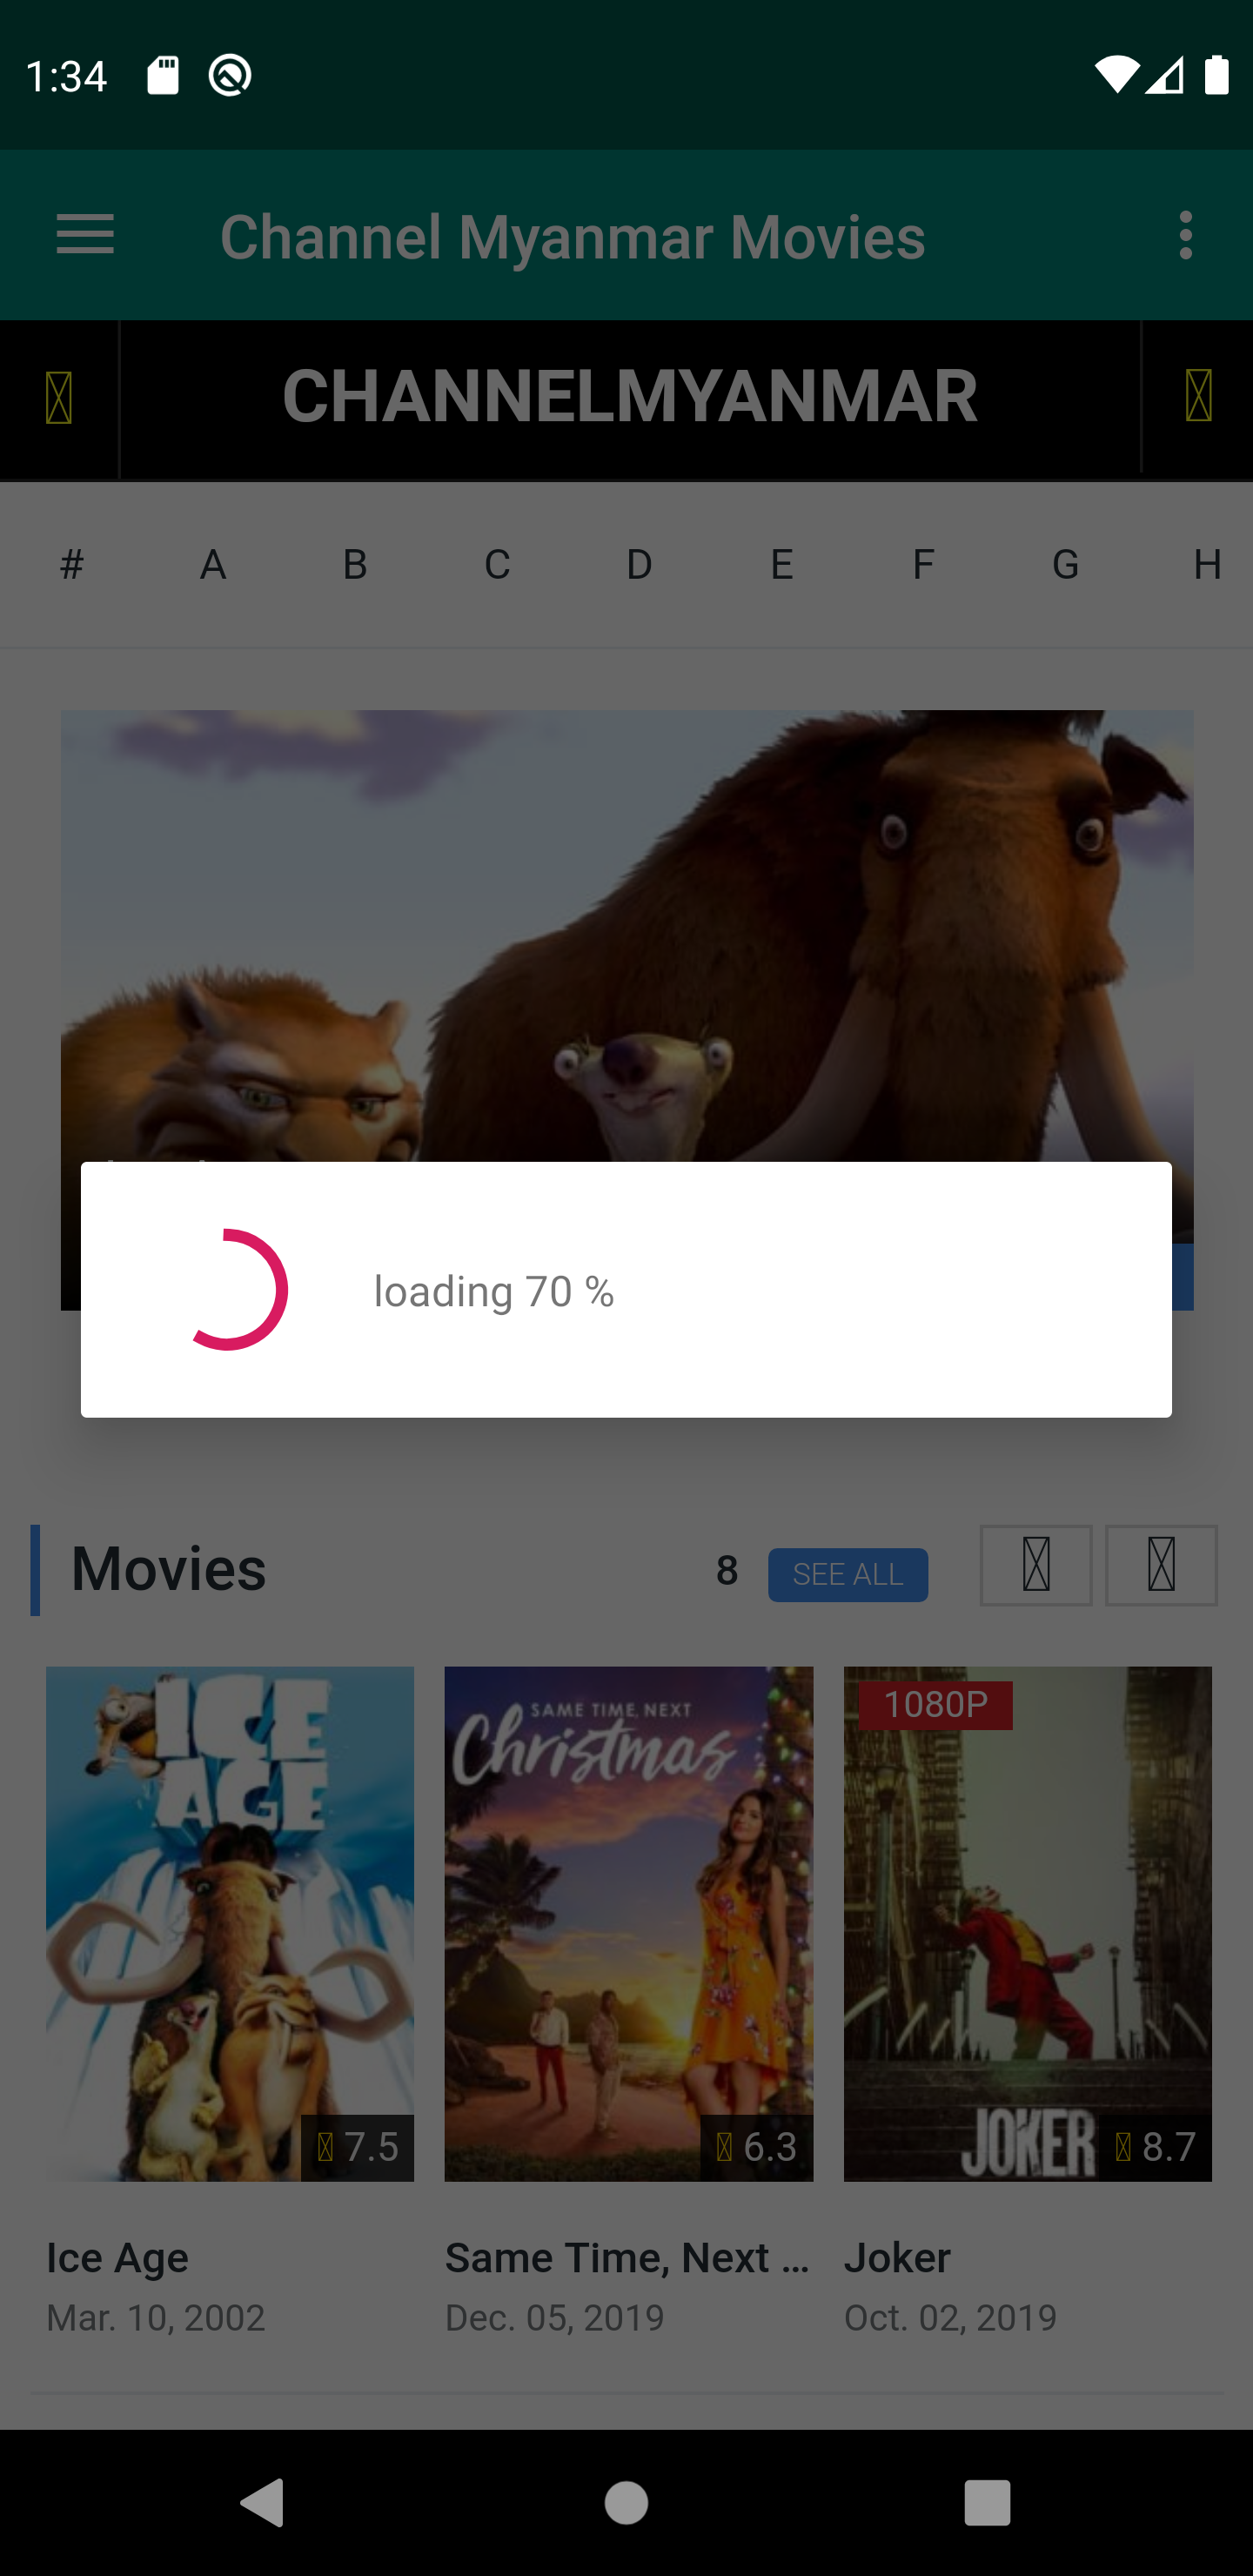 1:34
Channel Myanmar Movies
CHANNELMYANMAR
# A B C D E F G H
loading 70 %
Movies 8 SEE ALL
ICE AGE
SAME TIME, NEXT
Christmas
1080P
JOKER
7.5 6.3 8.7
Ice Age Same Time, Next ... Joker
Mar. 10, 2002 Dec. 05, 2019 Oct. 02, 2019